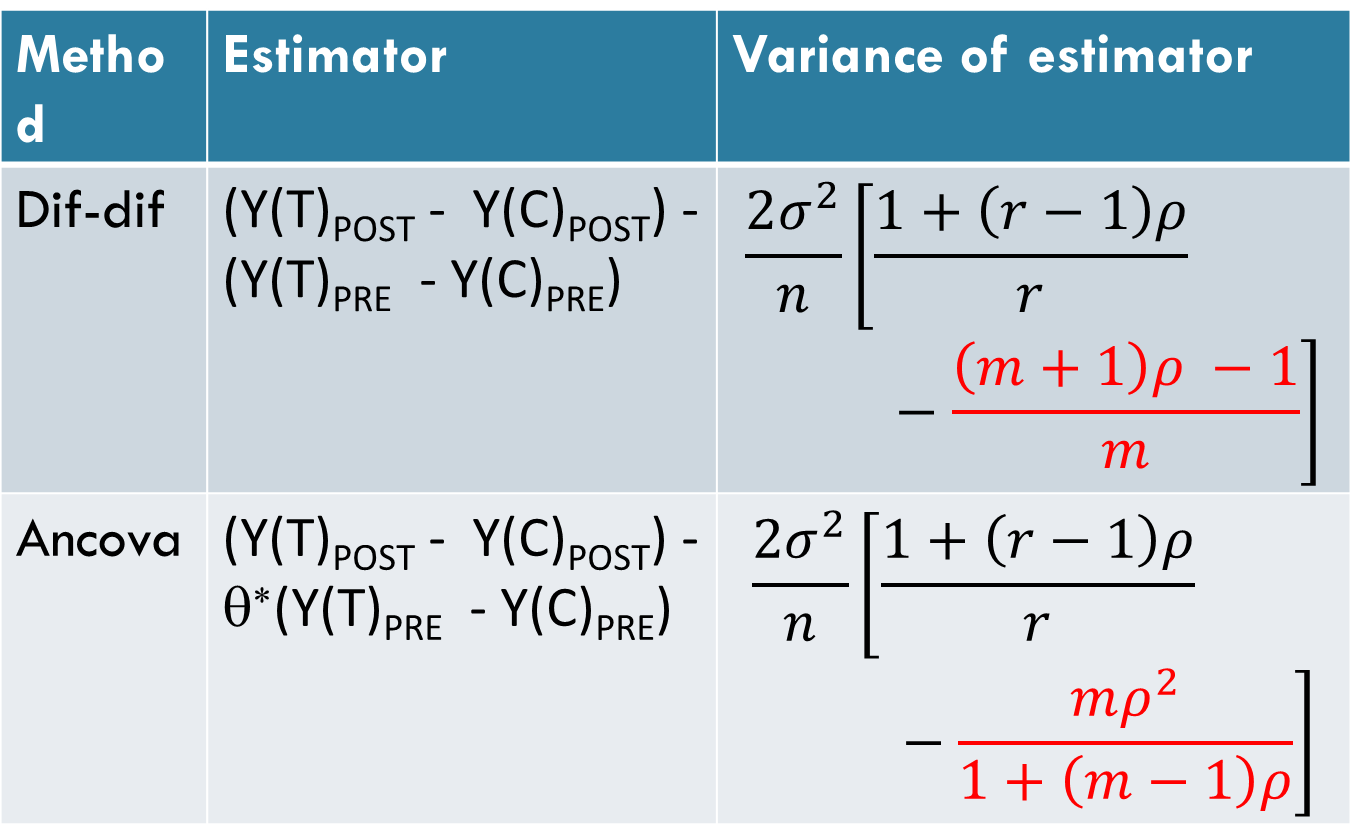 Metho
d
Estimator
Variance of estimator
Dif-dif
(Y(T)POST - Y(C)POST) -
(Y(T)PRE - Y(C)PRE)
2σ²/n [ (1 + (r − 1)ρ)/r
− ((m + 1)ρ − 1)/m ]
Ancova
(Y(T)POST - Y(C)POST) -
θ*(Y(T)PRE - Y(C)PRE)
2σ²/n [ (1 + (r − 1)ρ)/r
− mρ²/(1 + (m − 1)ρ) ]